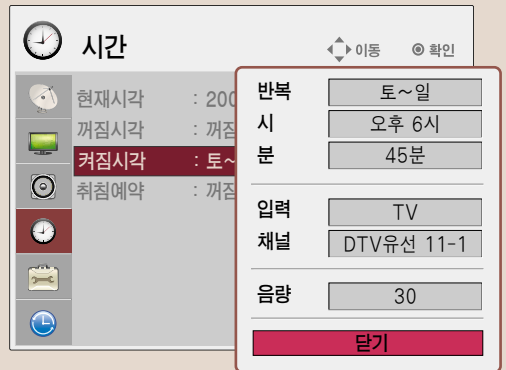 시간
이동 확인
현재시각 : 200
꺼짐시각 : 꺼짐
켜짐시각 : 토~
취침예약 : 꺼짐
반복 토~일
시 오후 6시
분 45분
입력 TV
채널 DTV유선 11-1
음량 30
닫기